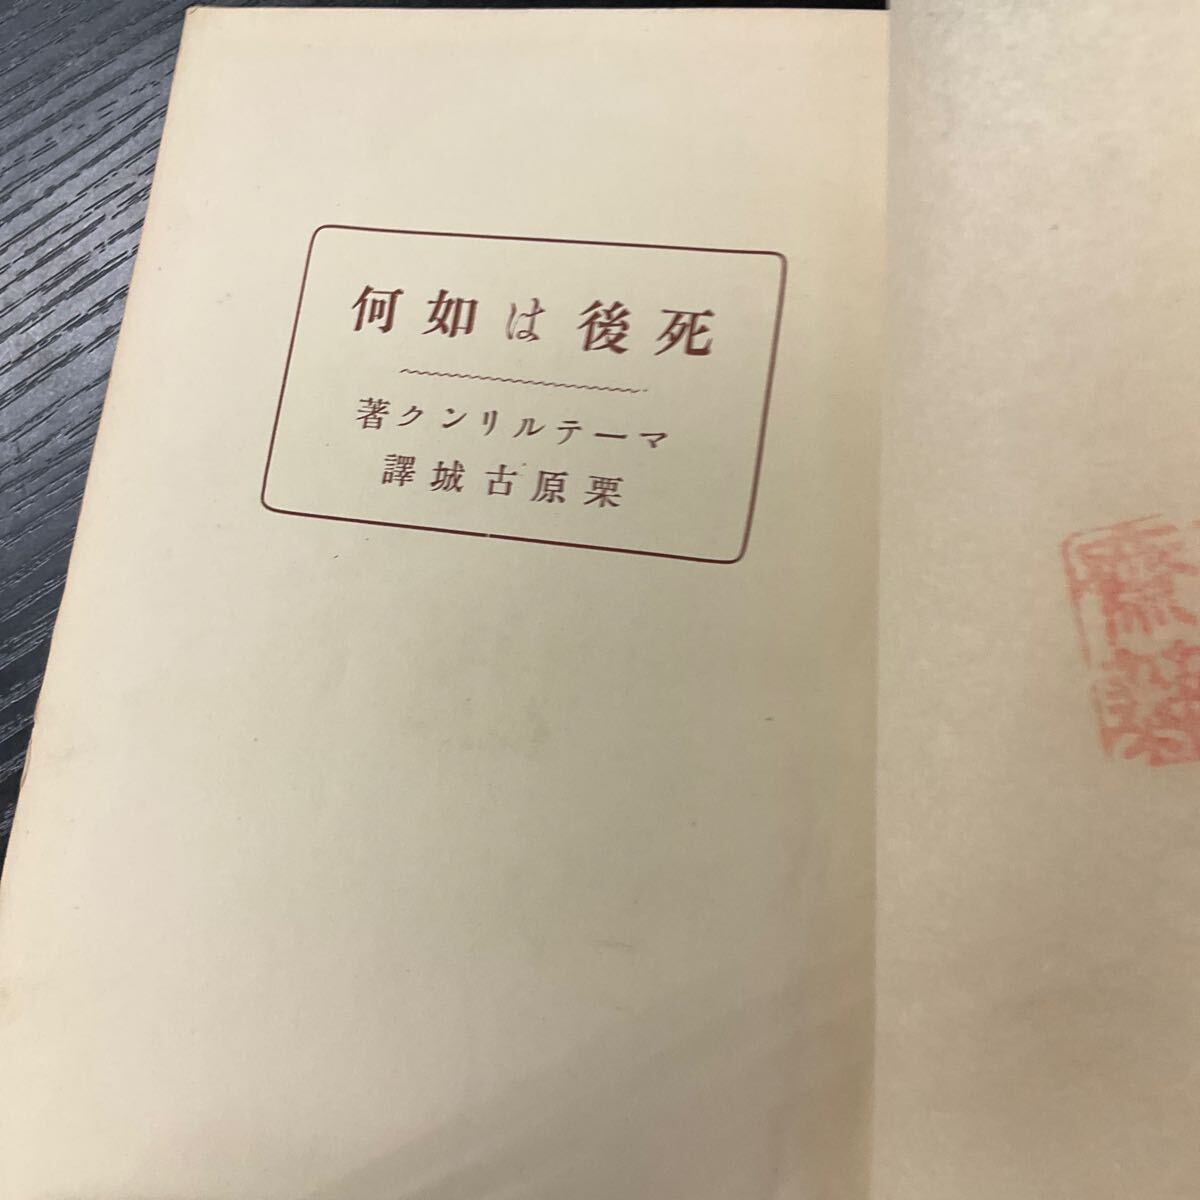 死後は如何
マーテルリンク著
栗原古城譯